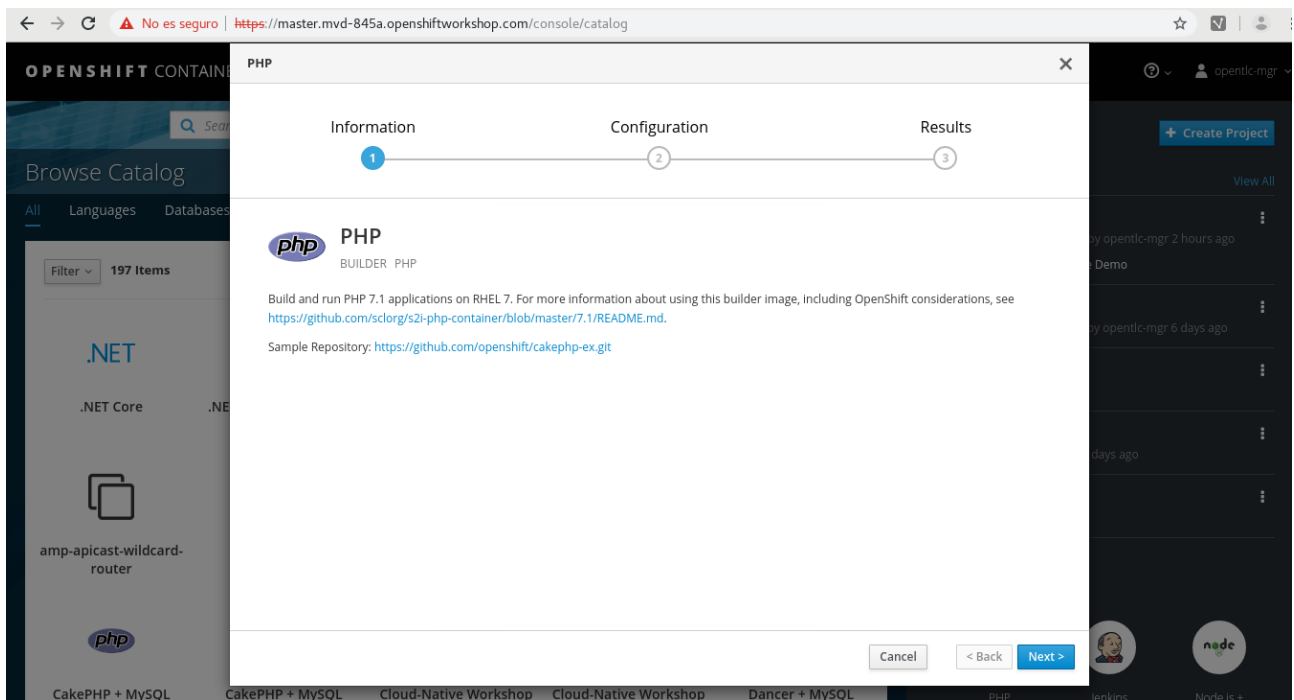 No es seguro | https://master.mvd-845a.openshiftworkshop.com/console/catalog
OPENSHIFT CONTAINE
opentlc-mgr
PHP
Information
Configuration
Results
1
2
3
Sear
Create Project
Browse Catalog
View All
All Languages Databases
by opentlc-mgr 2 hours ago
Demo
by opentlc-mgr 6 days ago
days ago
Filter
197 Items
php
PHP
BUILDER PHP
Build and run PHP 7.1 applications on RHEL 7. For more information about using this builder image, including OpenShift considerations, see
https://github.com/sclorg/s2i-php-container/blob/master/7.1/README.md.
Sample Repository: https://github.com/openshift/cakephp-ex.git
.NET
.NET Core
.NE
amp-apicast-wildcard-
router
php
Cancel
< Back
Next >
node
CakePHP + MySQL
CakePHP + MySQL
Cloud-Native Workshop
Cloud-Native Workshop
Dancer + MySQL
PHP
Jenkins
Node.js +